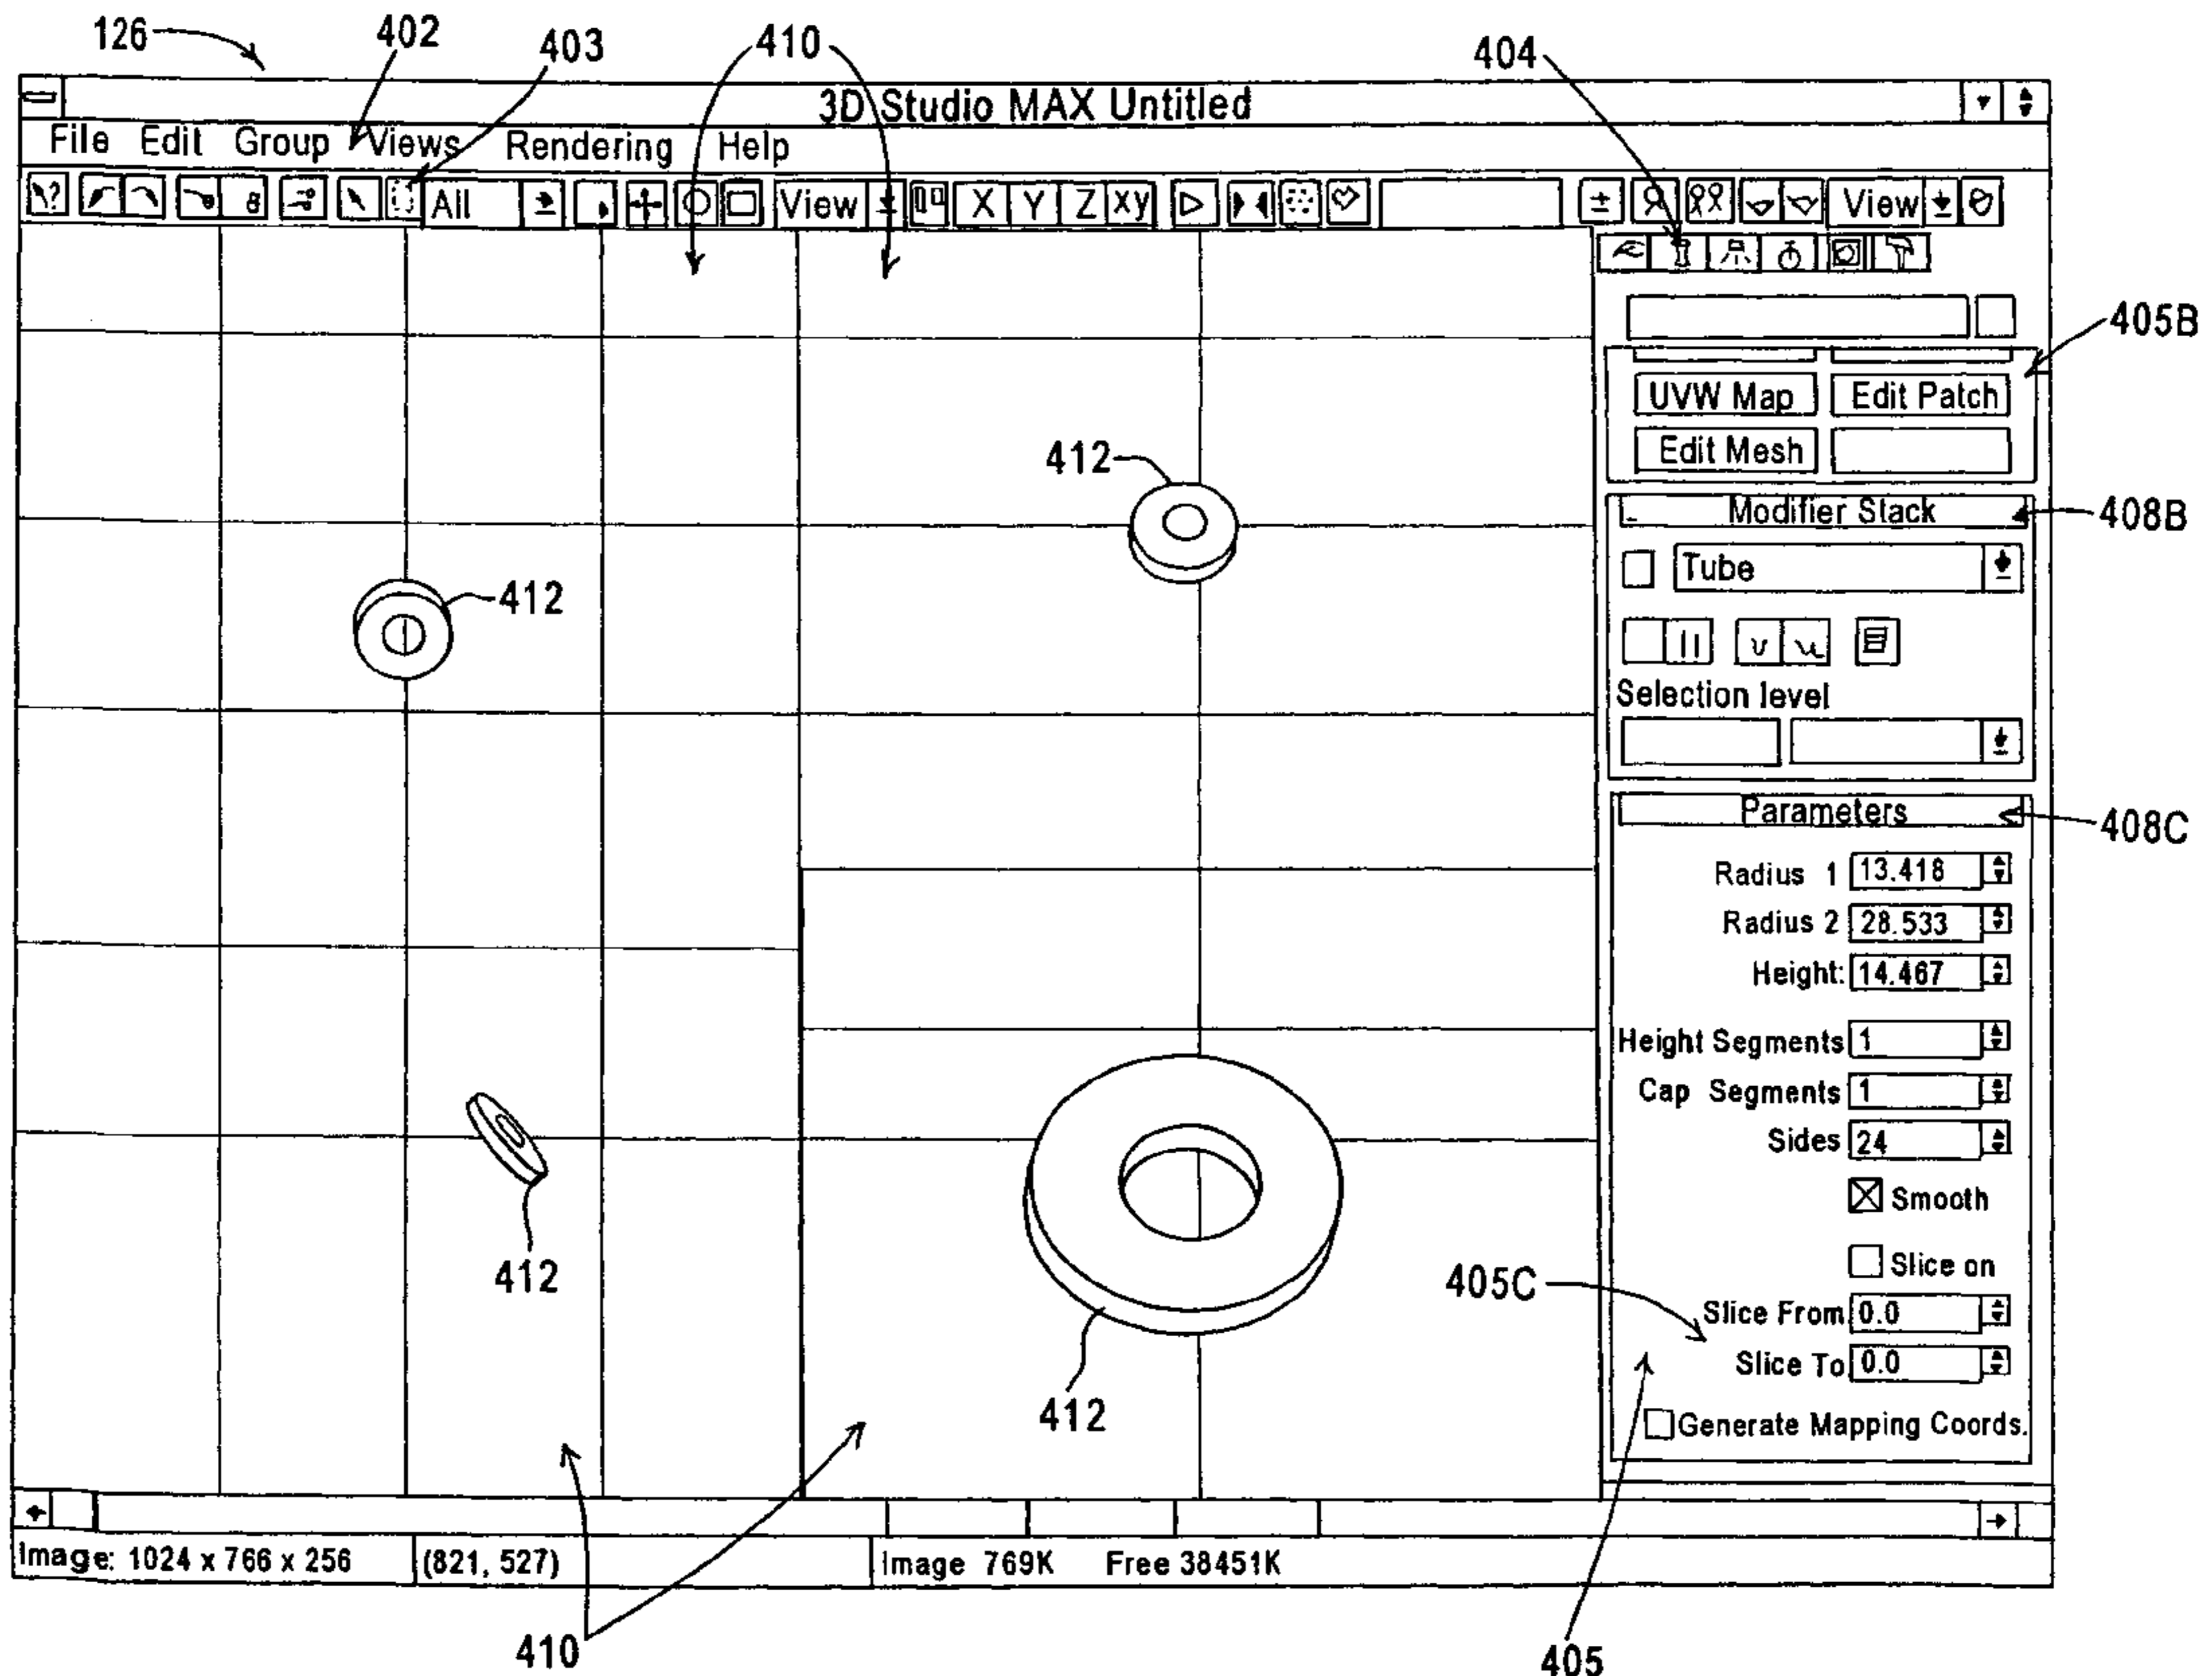 126
402
403
410
404
3D Studio MAX Untitled
File Edit Group Views Rendering Help
All View X Y Z XY View
405B
UVW Map Edit Patch
412
Edit Mesh
Modifier Stack
408B
Tube
412
Selection level
Parameters
408C
Radius 1 13.418
Radius 2 28.533
Height: 14.467
Height Segments 1
Cap Segments 1
Sides 24
Smooth
Slice on
412
405C
Slice From 0.0
Slice To 0.0
412
Generate Mapping Coords.
Image: 1024 x 766 x 256 (821, 527) Image 769K Free 38451K
410
405